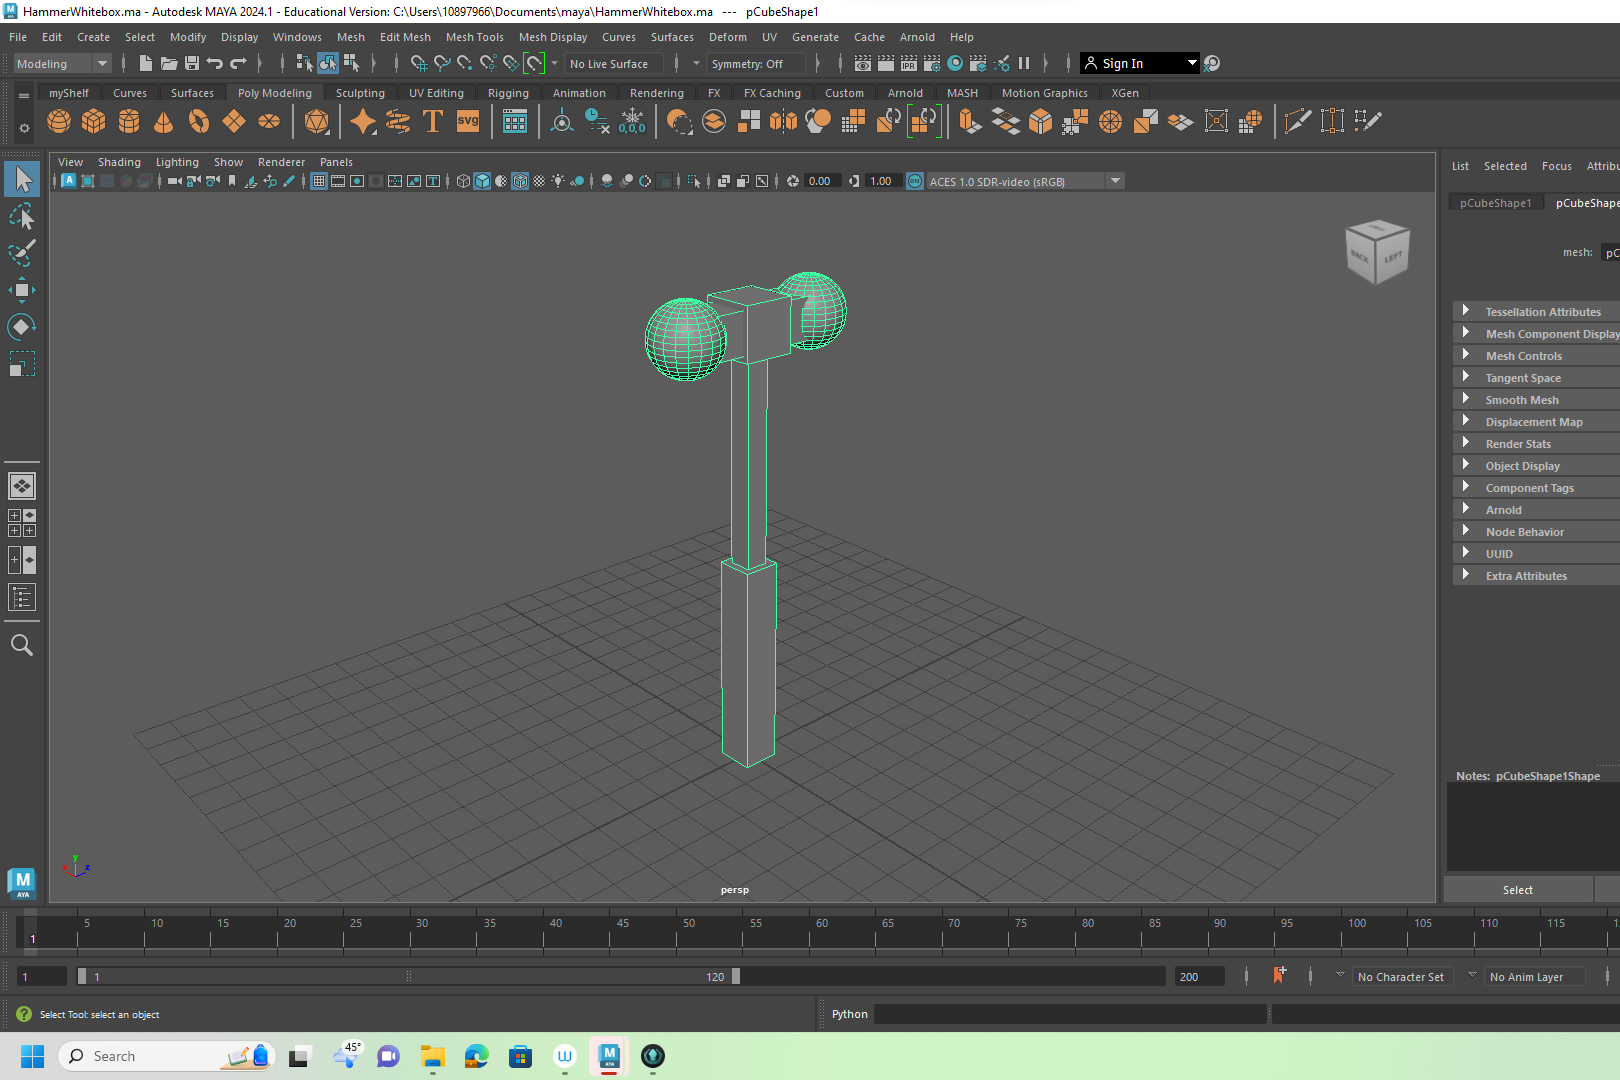 HammerWhitebox.ma - Autodesk MAYA 2024.1 - Educational Version: C:\Users\10897966\Documents\maya\HammerWhitebox.ma --- pCubeShape1
File Edit Create Select Modify Display Windows Mesh Edit Mesh Mesh Tools Mesh Display Curves Surfaces Deform UV Generate Cache Arnold Help
Modeling No Live Surface Symmetry: Off IPR Sign In
myShelf Curves Surfaces Poly Modeling Sculpting UV Editing Rigging Animation Rendering FX FX Caching Custom Arnold MASH Motion Graphics XGen
T svg 0,0,0
View Shading Lighting Show Renderer Panels
0.00 1.00 ON ACES 1.0 SDR-video (sRGB)
List Selected Focus Attribu
pCubeShape1 pCubeShape
mesh: pC
BACK LEFT
Tessellation Attributes
Mesh Component Display
Mesh Controls
Tangent Space
Smooth Mesh
Displacement Map
Render Stats
Object Display
Component Tags
Arnold
Node Behavior
UUID
Extra Attributes
Notes: pCubeShape1Shape
y
x z
M
AYA
persp
Select
5 10 15 20 25 30 35 40 45 50 55 60 65 70 75 80 85 90 95 100 105 110 115
1
1 1 120 200 No Character Set No Anim Layer
Select Tool: select an object Python
Search 45°